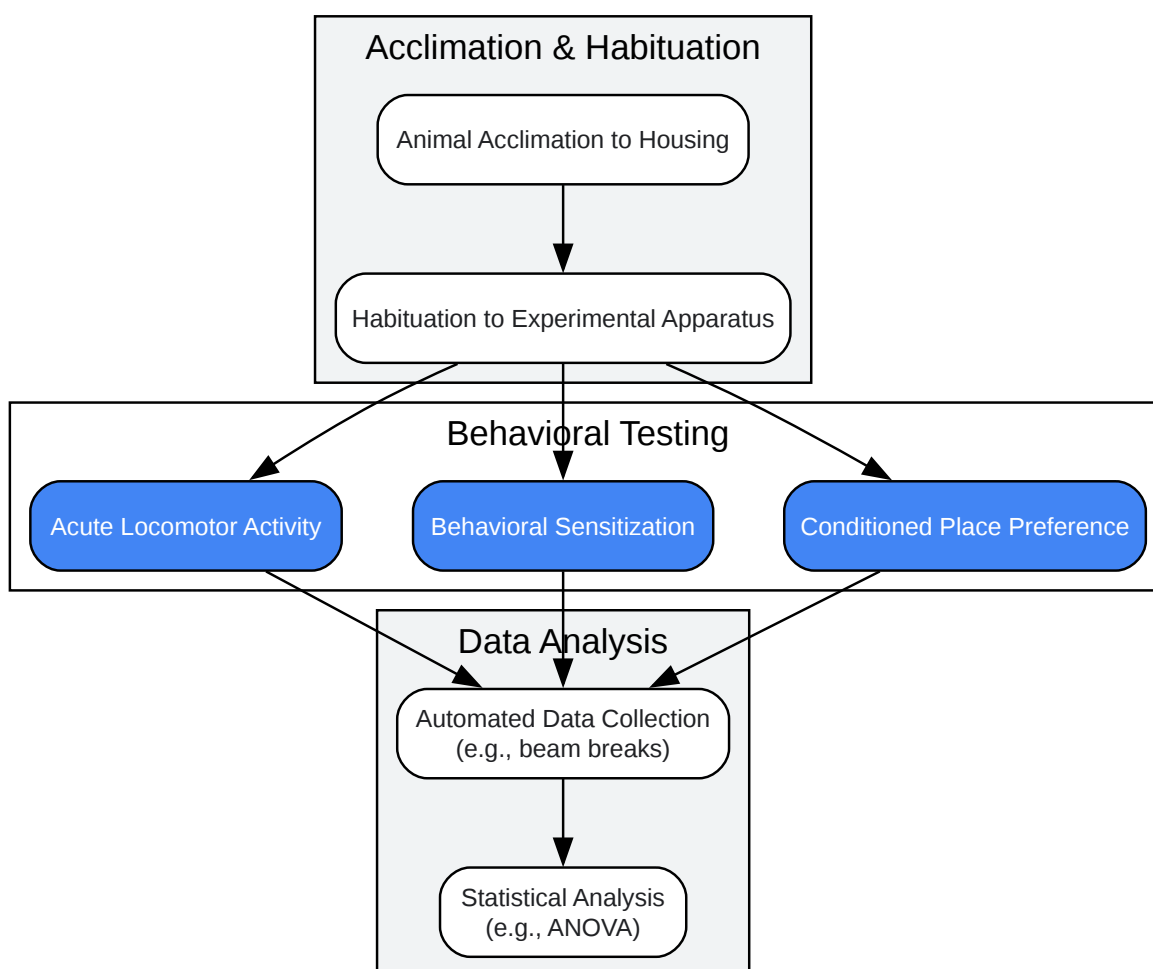 Acclimation & Habituation
Animal Acclimation to Housing
Habituation to Experimental Apparatus
Behavioral Testing
Acute Locomotor Activity
Behavioral Sensitization
Conditioned Place Preference
Data Analysis
Automated Data Collection
(e.g., beam breaks)
Statistical Analysis
(e.g., ANOVA)